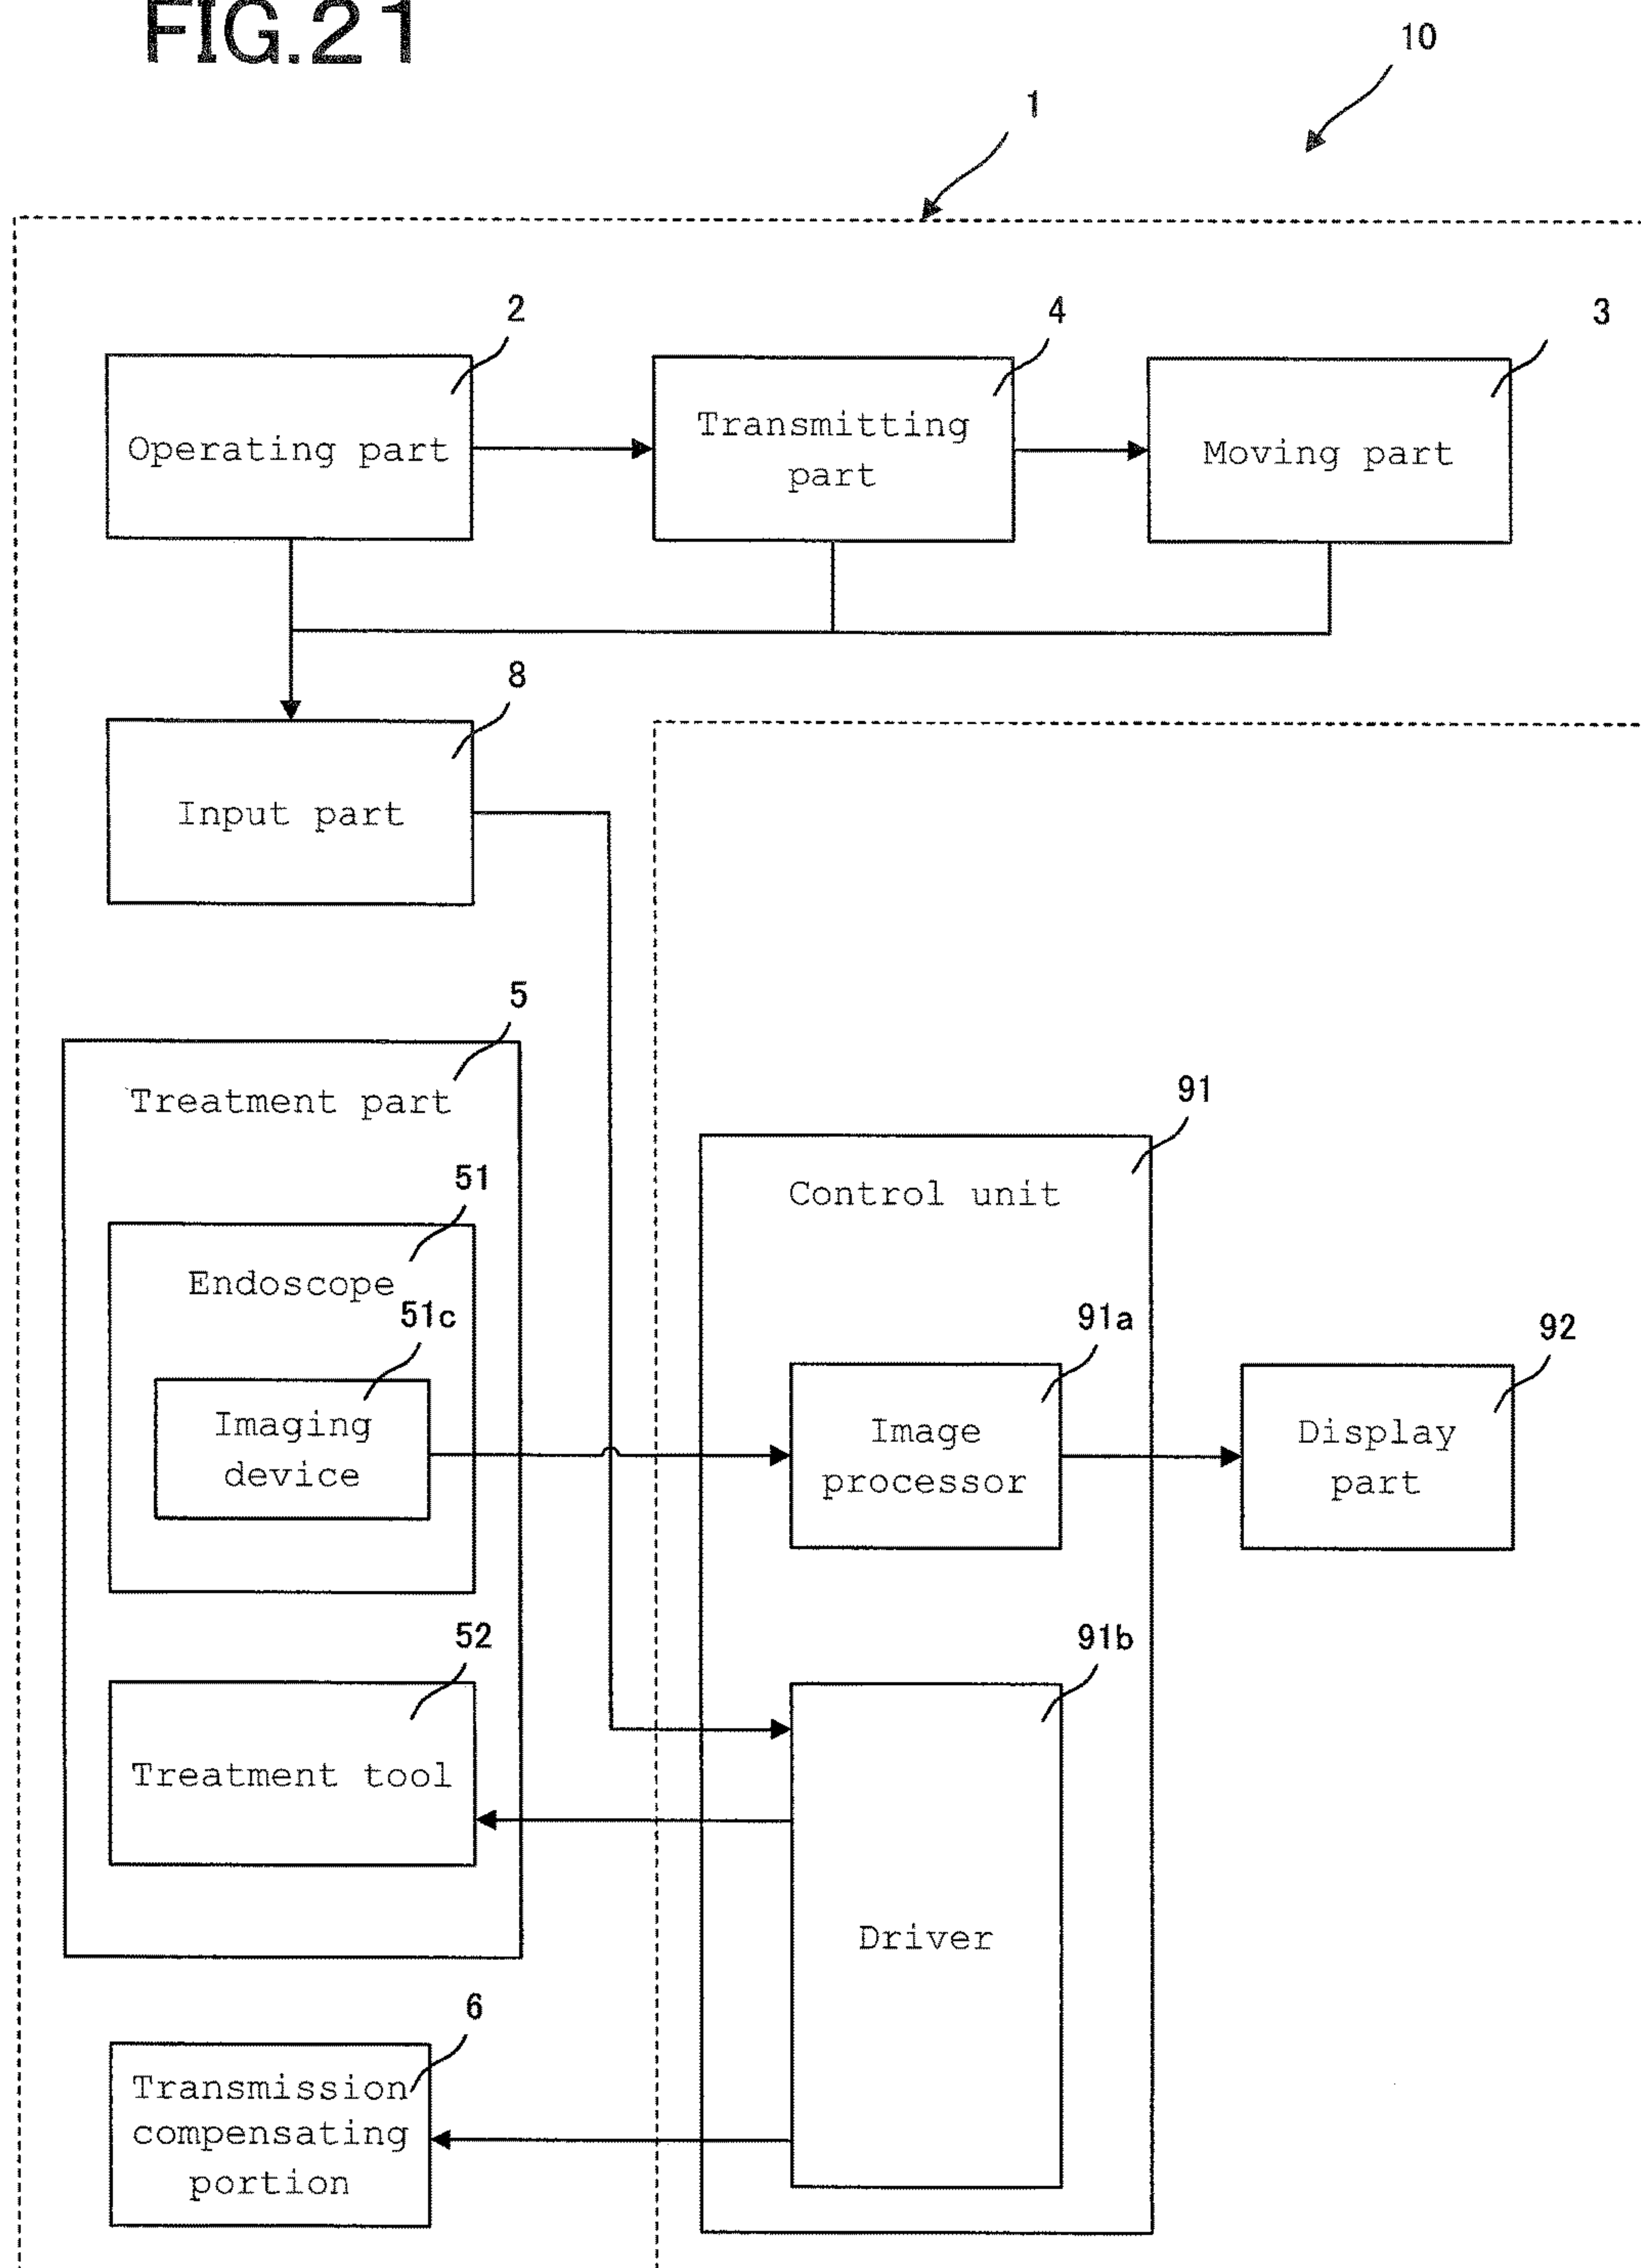 FIG.21
10
1
2
4
3
Operating part
Transmitting
part
Moving part
8
Input part
5
Treatment part
91
Control unit
51
Endoscope
51c
Imaging
device
91a
Image
processor
92
Display
part
52
Treatment tool
91b
Driver
6
Transmission
compensating
portion